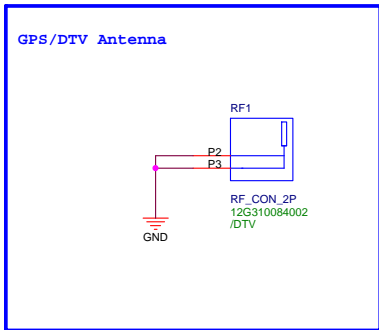 GPS/DTV Antenna
RF1
P2
P3
RF_CON_2P
12G310084002
/DTV
GND